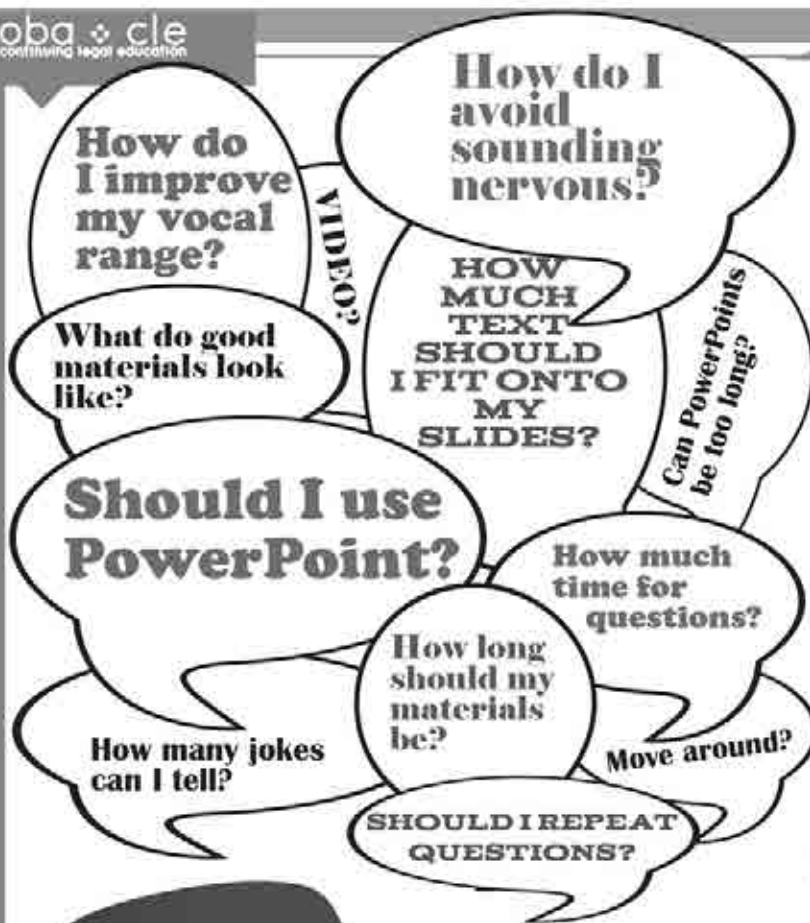 oba cle
continuing legal education
How do I
avoid
sounding
nervous?
How do
I improve
my vocal
range?
VIDEO?
HOW
MUCH
TEXT
SHOULD
I FIT ONTO
MY
SLIDES?
Can PowerPoints
be too long?
What do good
materials look
like?
Should I use
PowerPoint?
How much
time for
questions?
How long
should my
materials
be?
How many jokes
can I tell?
Move around?
SHOULD I REPEAT
QUESTIONS?